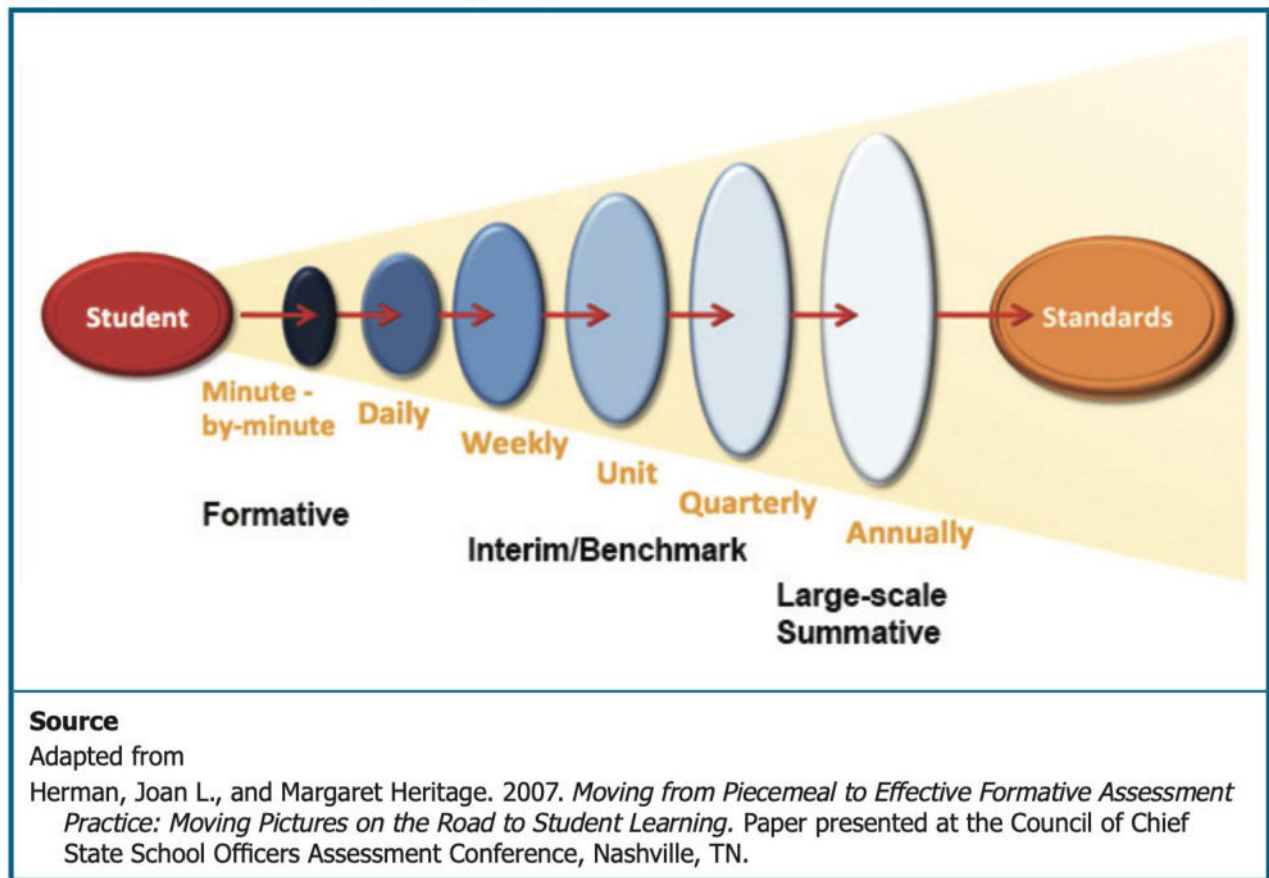 Student
Standards
Minute -
by-minute
Daily
Weekly
Unit
Quarterly
Annually
Formative
Interim/Benchmark
Large-scale
Summative
Source
Adapted from
Herman, Joan L., and Margaret Heritage. 2007. Moving from Piecemeal to Effective Formative Assessment
Practice: Moving Pictures on the Road to Student Learning. Paper presented at the Council of Chief
State School Officers Assessment Conference, Nashville, TN.